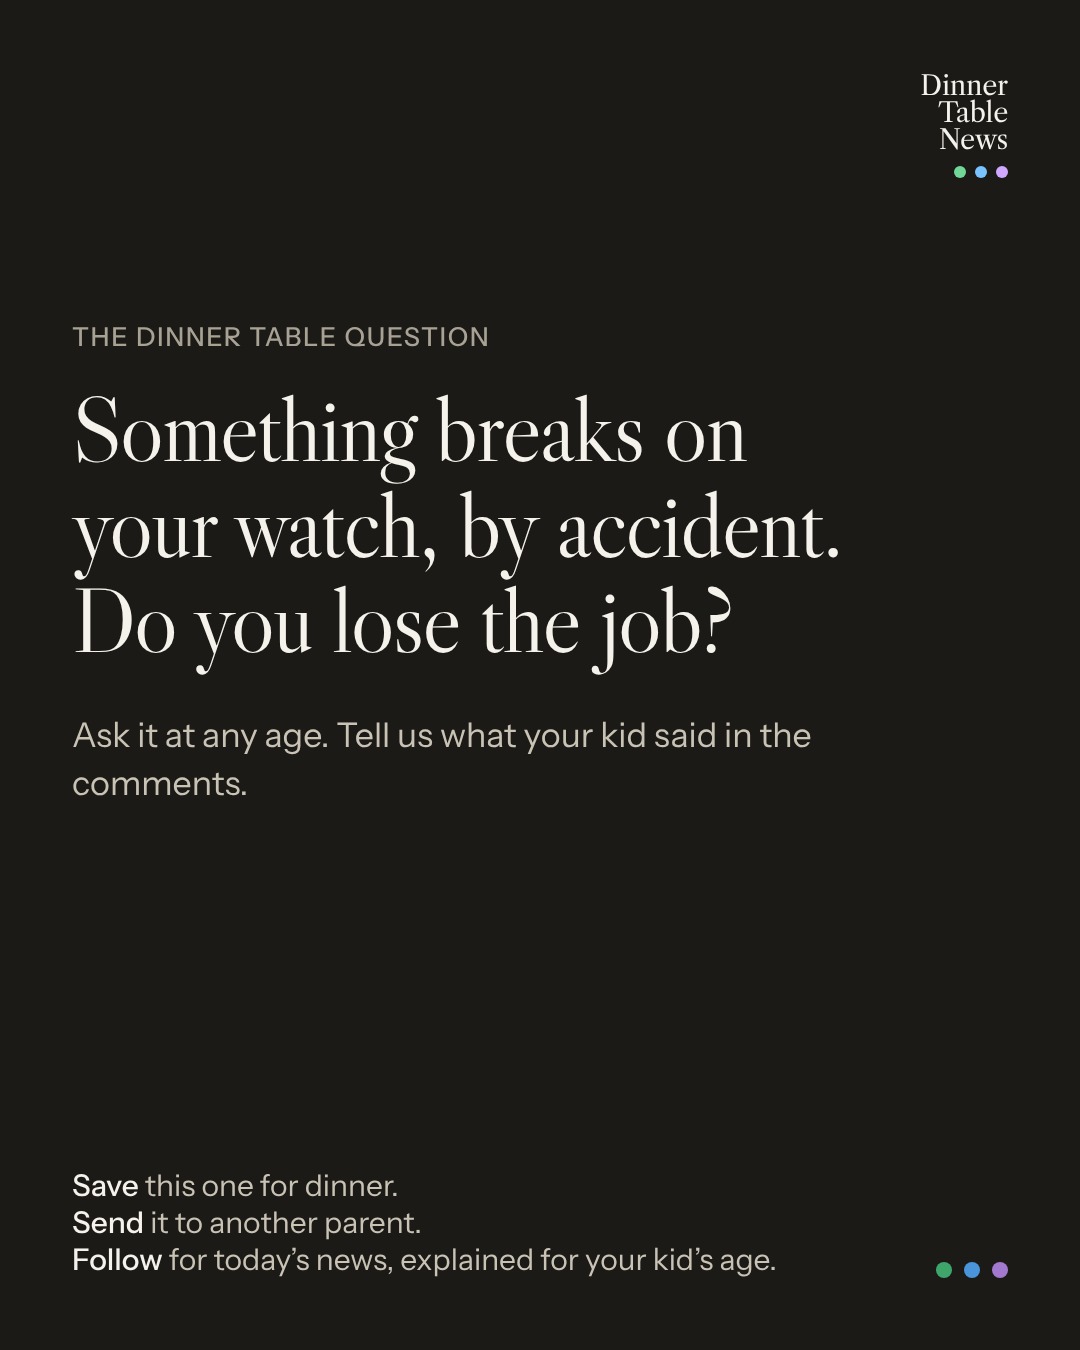 Dinner
Table
News
THE DINNER TABLE QUESTION
Something breaks on
your watch, by accident.
Do you lose the job?
Ask it at any age. Tell us what your kid said in the
comments.
Save this one for dinner.
Send it to another parent.
Follow for today’s news, explained for your kid’s age.